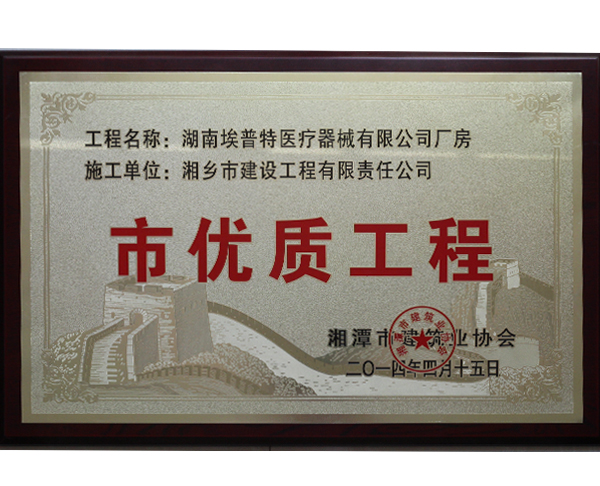 工程名称：湖南埃普特医疗器械有限公司厂房
施工单位：湘乡市建设工程有限责任公司
市优质工程
湘潭市建筑业协会
二〇一四年四月十五日